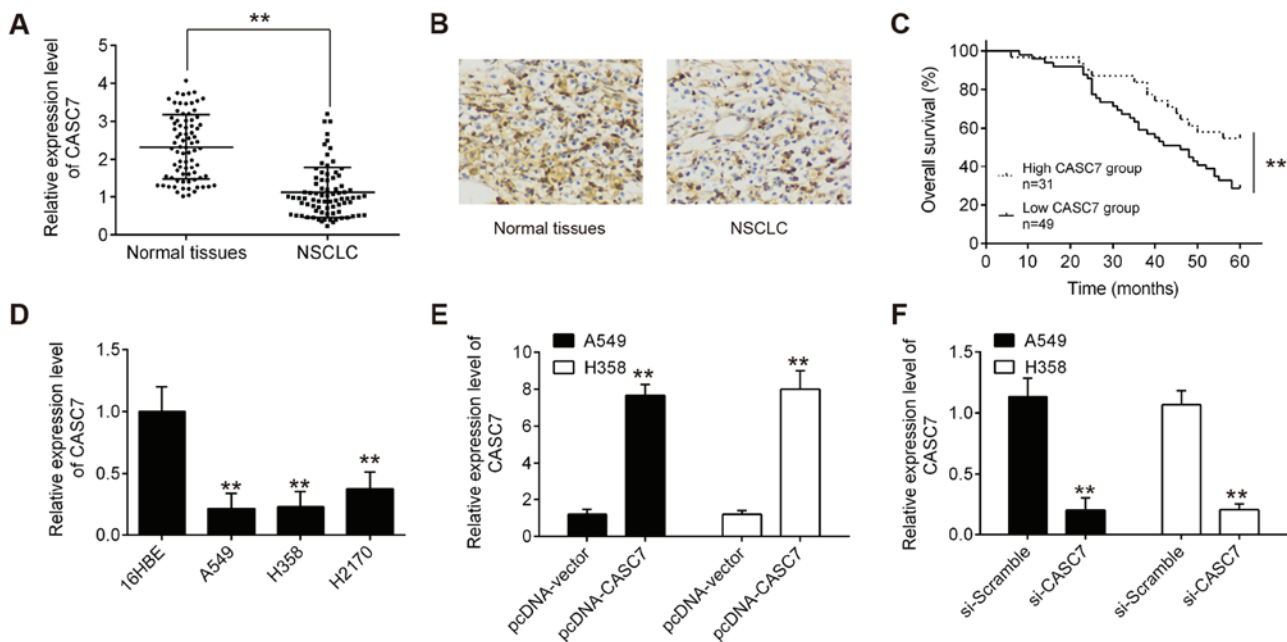 A
Relative expression level
of CASC7
5
4
3
2
1
0
**
Normal tissues
NSCLC
B
Normal tissues
NSCLC
C
Overall survival (%)
100
80
60
40
20
0
0
10
20
30
40
50
60
Time (months)
High CASC7 group
n=31
Low CASC7 group
n=49
**
D
Relative expression level
of CASC7
1.5
1.0
0.5
0.0
**
**
**
16HBE
A549
H358
H2170
E
Relative expression level of
CASC7
A549
H358
10
8
6
4
2
0
**
**
pcDNA-vector
pcDNA-CASC7
pcDNA-vector
pcDNA-CASC7
F
Relative expression level of
CASC7
A549
H358
1.5
1.0
0.5
0.0
**
**
si-Scramble
si-CASC7
si-Scramble
si-CASC7